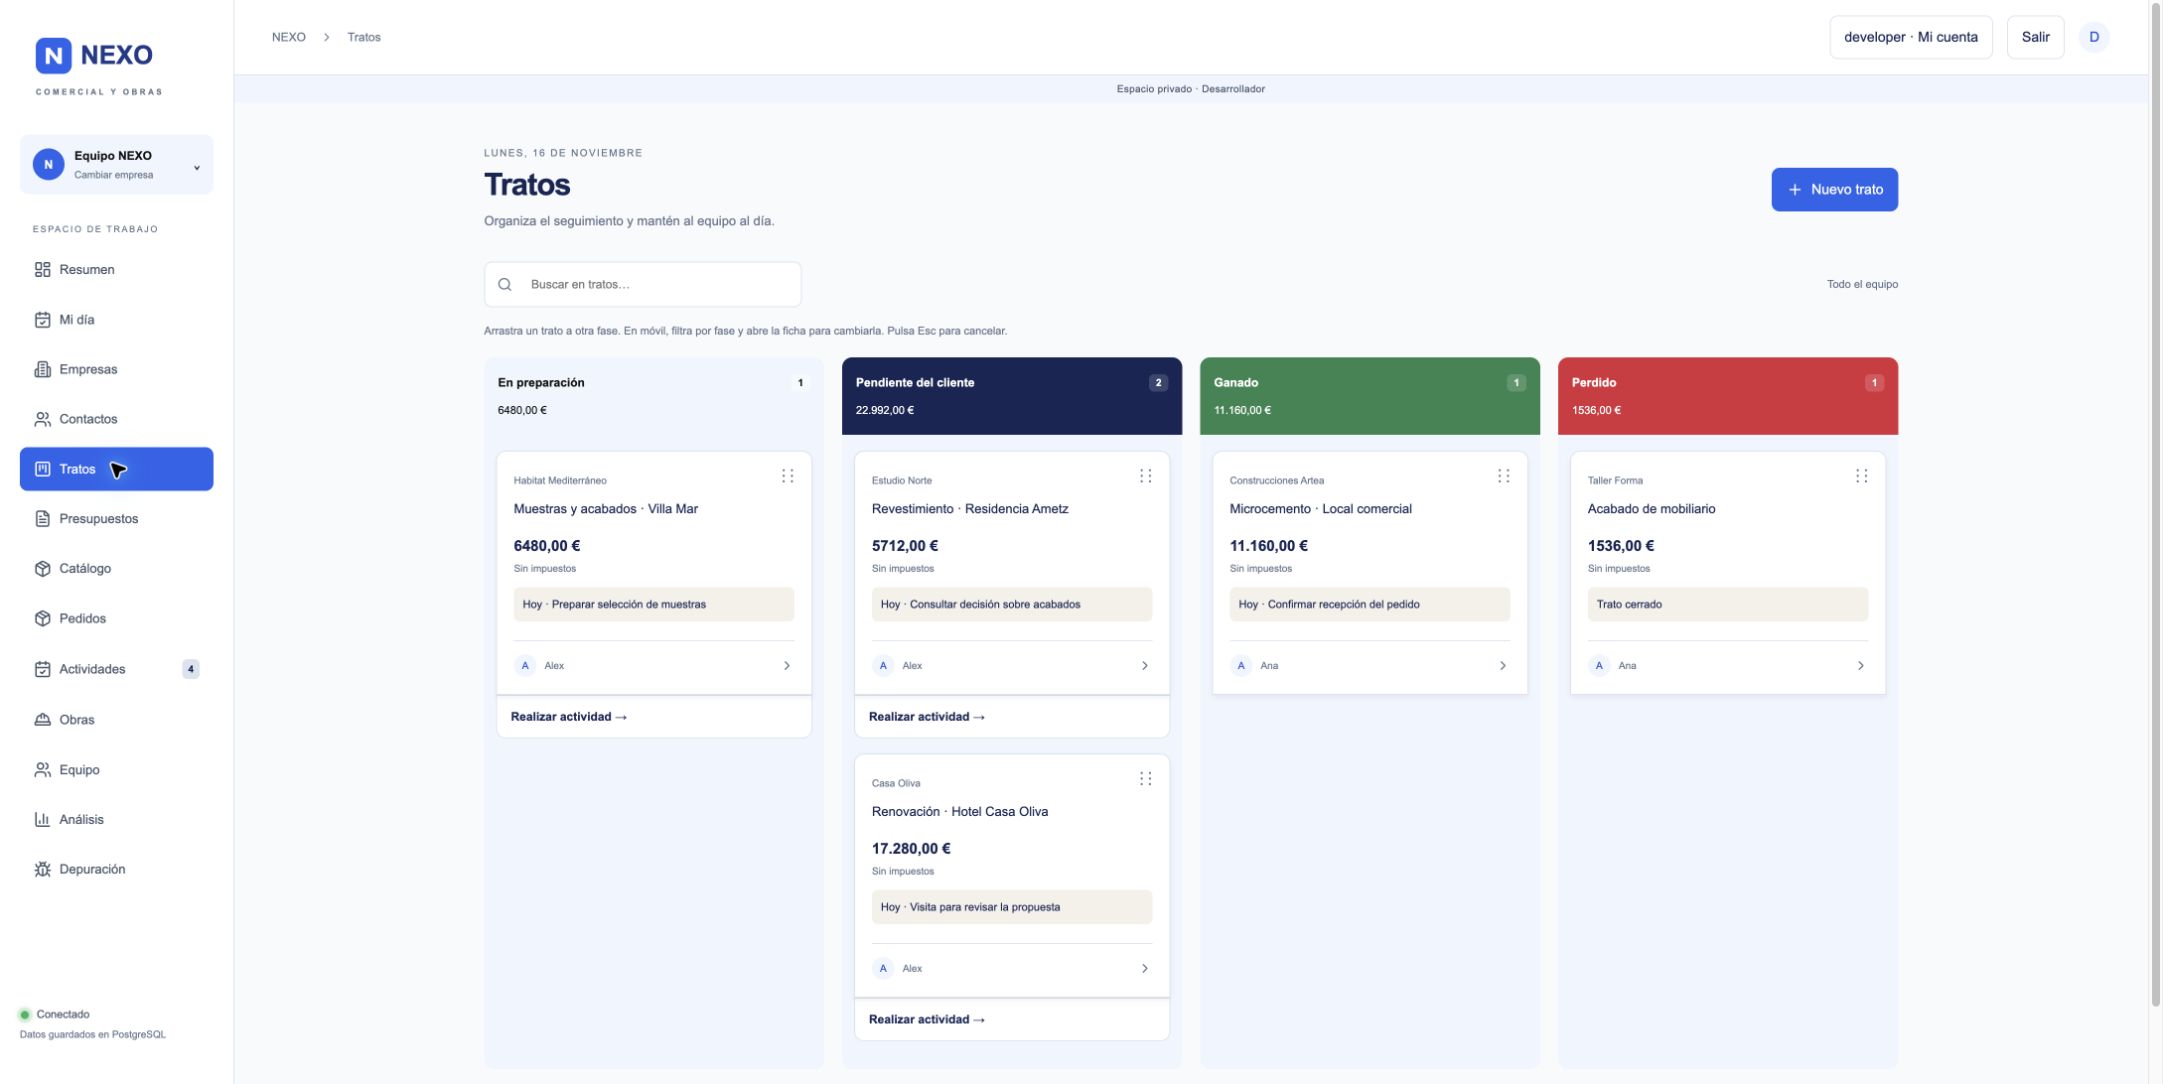 N NEXO
COMERCIAL Y OBRAS
N
Equipo NEXO
Cambiar empresa
ESPACIO DE TRABAJO
Resumen
Mi día
Empresas
Contactos
Tratos
Presupuestos
Catálogo
Pedidos
Actividades 4
Obras
Equipo
Análisis
Depuración
Conectado
Datos guardados en PostgreSQL
NEXO > Tratos
developer · Mi cuenta
Salir
D
Espacio privado · Desarrollador
LUNES, 16 DE NOVIEMBRE
Tratos
Organiza el seguimiento y mantén al equipo al día.
+ Nuevo trato
Buscar en tratos...
Todo el equipo
Arrastra un trato a otra fase. En móvil, filtra por fase y abre la ficha para cambiarla. Pulsa Esc para cancelar.
En preparación 1
6480,00 €
Habitat Mediterráneo
Muestras y acabados · Villa Mar
6480,00 €
Sin impuestos
Hoy · Preparar selección de muestras
A Alex
Realizar actividad →
Pendiente del cliente 2
22.992,00 €
Estudio Norte
Revestimiento · Residencia Ametz
5712,00 €
Sin impuestos
Hoy · Consultar decisión sobre acabados
A Alex
Realizar actividad →
Casa Oliva
Renovación · Hotel Casa Oliva
17.280,00 €
Sin impuestos
Hoy · Visita para revisar la propuesta
A Alex
Realizar actividad →
Ganado 1
11.160,00 €
Construcciones Artea
Microcemento · Local comercial
11.160,00 €
Sin impuestos
Hoy · Confirmar recepción del pedido
A Ana
Perdido 1
1536,00 €
Taller Forma
Acabado de mobiliario
1536,00 €
Sin impuestos
Trato cerrado
A Ana